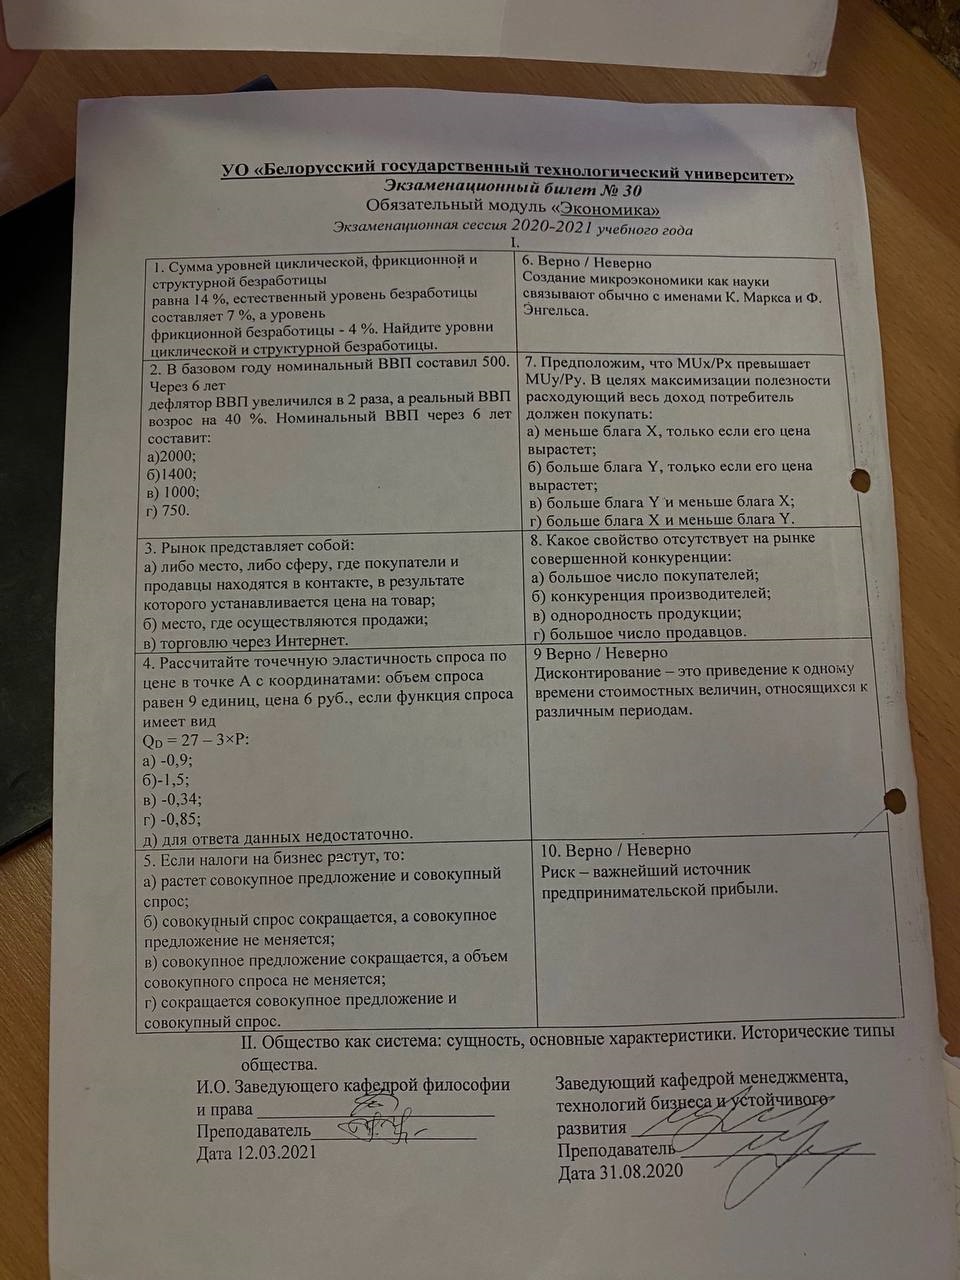 УО «Белорусский государственный технологический университет»
Экзаменационный билет № 30
Обязательный модуль «Экономика»
Экзаменационная сессия 2020-2021 учебного года
I.
1. Сумма уровней циклической, фрикционной и
структурной безработицы
равна 14 %, естественный уровень безработицы
составляет 7 %, а уровень
фрикционной безработицы - 4 %. Найдите уровни
циклической и структурной безработицы.
6. Верно / Неверно
Создание микроэкономики как науки
связывают обычно с именами К. Маркса и Ф.
Энгельса.
2. В базовом году номинальный ВВП составил 500.
Через 6 лет
дефлятор ВВП увеличился в 2 раза, а реальный ВВП
возрос на 40 %. Номинальный ВВП через 6 лет
составит:
а)2000;
б)1400;
в) 1000;
г) 750.
7. Предположим, что MUx/Px превышает
MUy/Py. В целях максимизации полезности
расходующий весь доход потребитель
должен покупать:
а) меньше блага X, только если его цена
вырастет;
б) больше блага Y, только если его цена
вырастет;
в) больше блага Y и меньше блага X;
г) больше блага X и меньше блага Y.
3. Рынок представляет собой:
а) либо место, либо сферу, где покупатели и
продавцы находятся в контакте, в результате
которого устанавливается цена на товар;
б) место, где осуществляются продажи;
в) торговлю через Интернет.
8. Какое свойство отсутствует на рынке
совершенной конкуренции:
а) большое число покупателей;
б) конкуренция производителей;
в) однородность продукции;
г) большое число продавцов.
4. Рассчитайте точечную эластичность спроса по
цене в точке А с координатами: объем спроса
равен 9 единиц, цена 6 руб., если функция спроса
имеет вид
QD = 27 – 3×P:
а) -0,9;
б)-1,5;
в) -0,34;
г) -0,85;
д) для ответа данных недостаточно.
9 Верно / Неверно
Дисконтирование – это приведение к одному
времени стоимостных величин, относящихся к
различным периодам.
5. Если налоги на бизнес растут, то:
а) растет совокупное предложение и совокупный
спрос;
б) совокупный спрос сокращается, а совокупное
предложение не меняется;
в) совокупное предложение сокращается, а объем
совокупного спроса не меняется;
г) сокращается совокупное предложение и
совокупный спрос.
10. Верно / Неверно
Риск – важнейший источник
предпринимательской прибыли.
II. Общество как система: сущность, основные характеристики. Исторические типы
общества.
И.О. Заведующего кафедрой философии
и права
Преподаватель
Дата 12.03.2021
Заведующий кафедрой менеджмента,
технологий бизнеса и устойчивого
развития
Преподаватель
Дата 31.08.2020